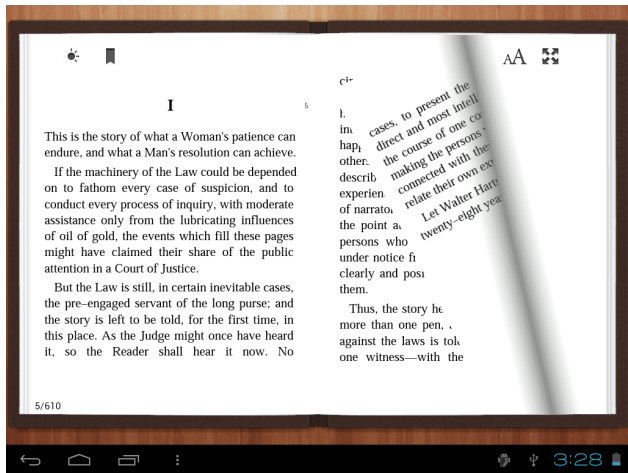 AA
I
5
This is the story of what a Woman's patience can
endure, and what a Man's resolution can achieve.
If the machinery of the Law could be depended
on to fathom every case of suspicion, and to
conduct every process of inquiry, with moderate
assistance only from the lubricating influences
of oil of gold, the events which fill these pages
might have claimed their share of the public
attention in a Court of Justice.
But the Law is still, in certain inevitable cases,
the pre–engaged servant of the long purse; and
the story is left to be told, for the first time, in
this place. As the Judge might once have heard
it, so the Reader shall hear it now. No
5/610
other
describ
experien
of narrato
the point
persons who
under notice
clearly and
them.
Thus, the story
more than one pen,
against the laws is
one witness—with the
cases, to present the
direct and most intell
the course of one
making the persons
connected with the
relate their own
Let Walter Hart
twenty–eight yea
3:28